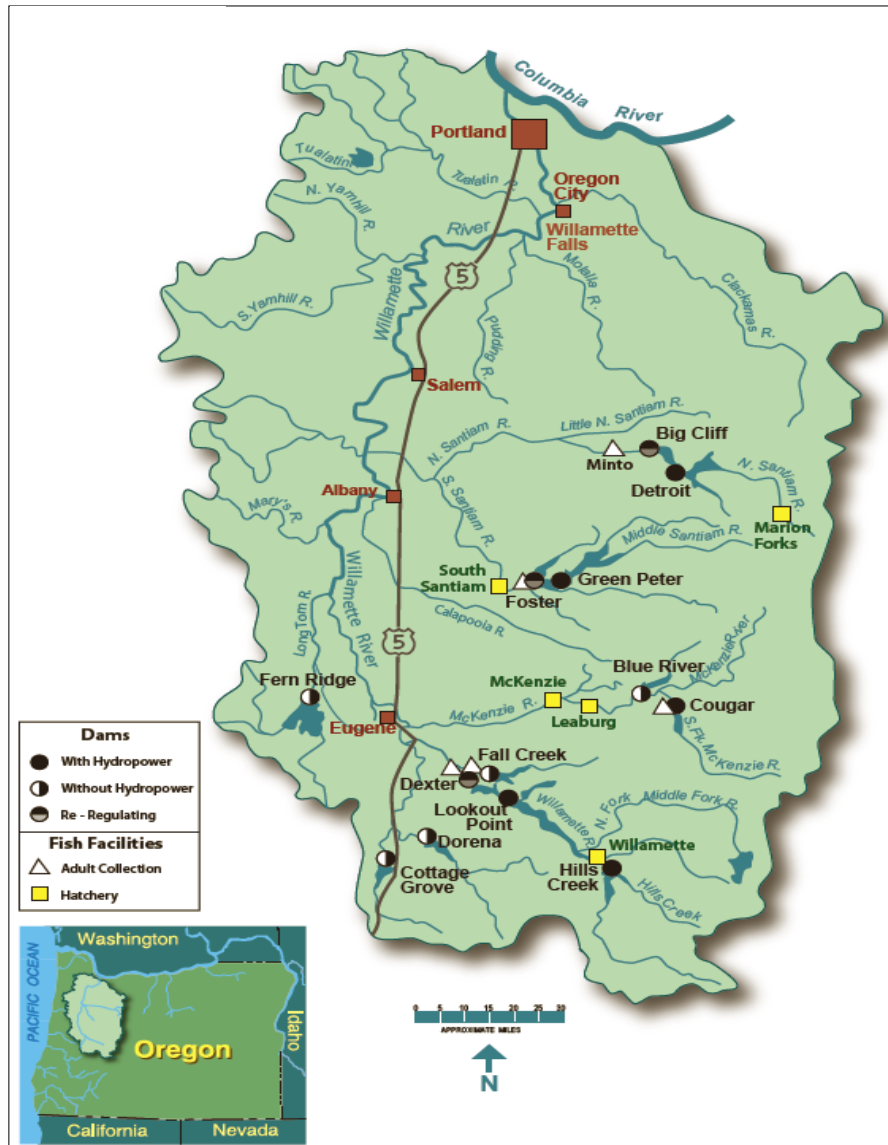 Columbia
River
Portland
Tualatin
Tualatin R.
Oregon
City
N. Yamhill R.
River
Willamette
Falls
Willamette
5
Molalla R.
Clackamas R.
S. Yamhill R.
Pudding R.
Salem
Little N. Santiam R.
N. Santiam R.
Big Cliff
Minto
N. Santiam R.
Detroit
S. Santiam R.
Albany
Mary's R.
Marion
Forks
Middle Santiam R.
South
Santiam
Green Peter
Foster
Willamette River
Calapooia R.
LongTom R.
5
Blue River
McKenzie River
Fern Ridge
McKenzie
Cougar
McKenzie R.
Leaburg
Eugene
S. Fk. McKenzie R.
Fall Creek
Dexter
Lookout
Point
Willamette R.
N. Fork
Middle Fork R.
Dorena
Willamette
Cottage
Grove
Hills
Creek
Hills Creek
Dams
With Hydropower
Without Hydropower
Re - Regulating
Fish Facilities
Adult Collection
Hatchery
Washington
PACIFIC OCEAN
Oregon
Idaho
California
Nevada
0 5 10 15 20 25 30
APPROXIMATE MILES
N